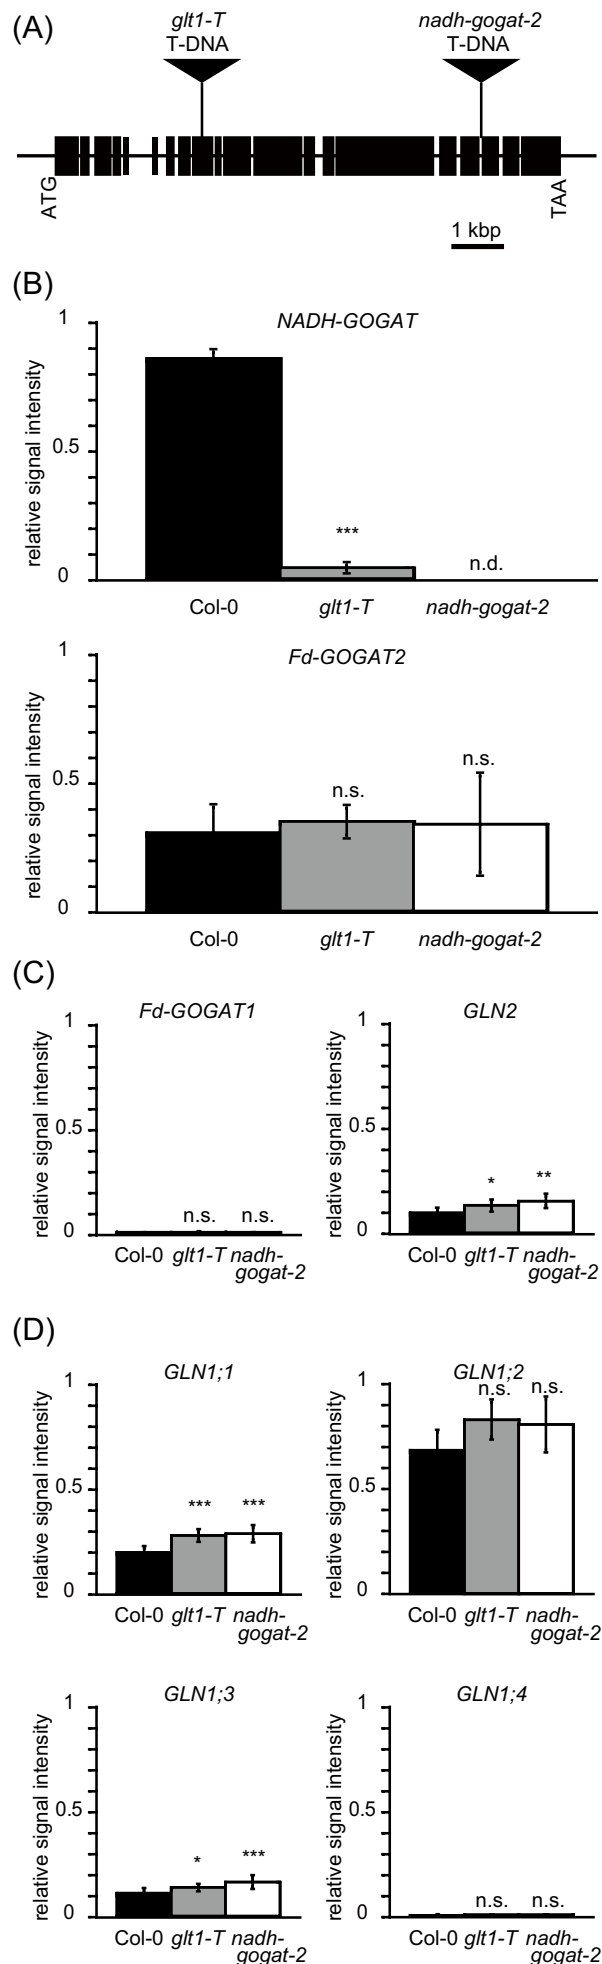 (A)
glt1-T
T-DNA
nadh-gogat-2
T-DNA
ATG
TAA
1 kbp
(B)
NADH-GOGAT
relative signal intensity
1
0.5
0
***
n.d.
Col-0 glt1-T nadh-gogat-2
Fd-GOGAT2
relative signal intensity
1
0.5
0
n.s.
n.s.
Col-0 glt1-T nadh-gogat-2
(C)
Fd-GOGAT1
relative signal intensity
1
0.5
0
n.s. n.s.
Col-0 glt1-T nadh-
gogat-2
GLN2
relative signal intensity
1
0.5
0
* **
Col-0 glt1-T nadh-
gogat-2
(D)
GLN1;1
relative signal intensity
1
0.5
0
*** ***
Col-0 glt1-T nadh-
gogat-2
GLN1;2
relative signal intensity
1
0.5
0
n.s. n.s.
Col-0 glt1-T nadh-
gogat-2
GLN1;3
relative signal intensity
1
0.5
0
* ***
Col-0 glt1-T nadh-
gogat-2
GLN1;4
relative signal intensity
1
0.5
0
n.s. n.s.
Col-0 glt1-T nadh-
gogat-2